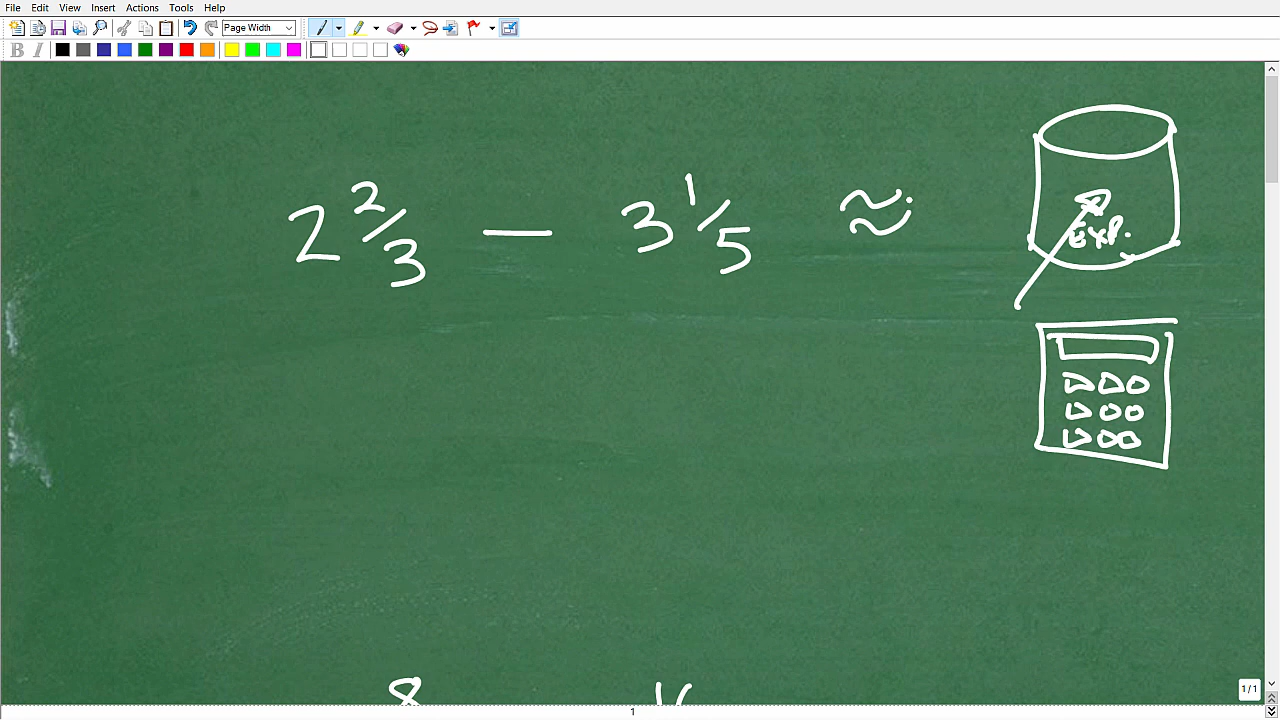 File Edit View Insert Actions Tools Help
Page Width
B I
2 2/3 — 3 1/5 ≈
EXP.
8
1/1
1